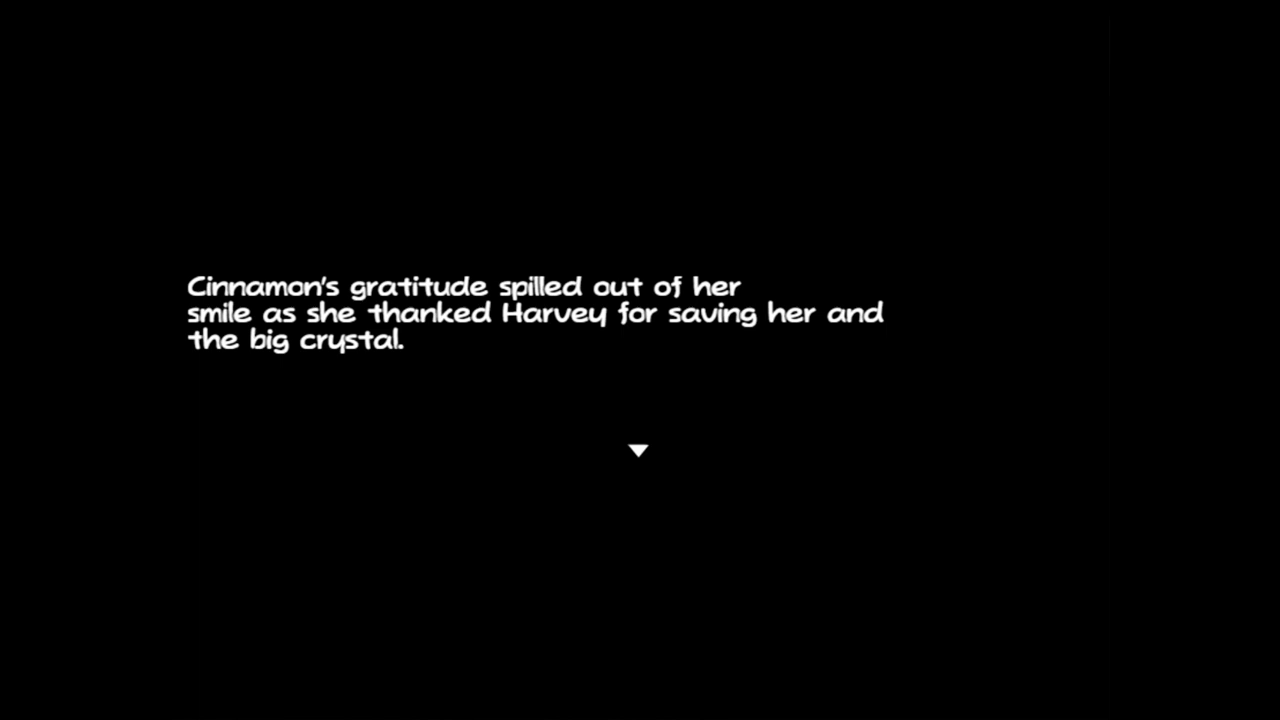 Cinnamon's gratitude spilled out of her
smile as she thanked Harvey for saving her and
the big crystal.